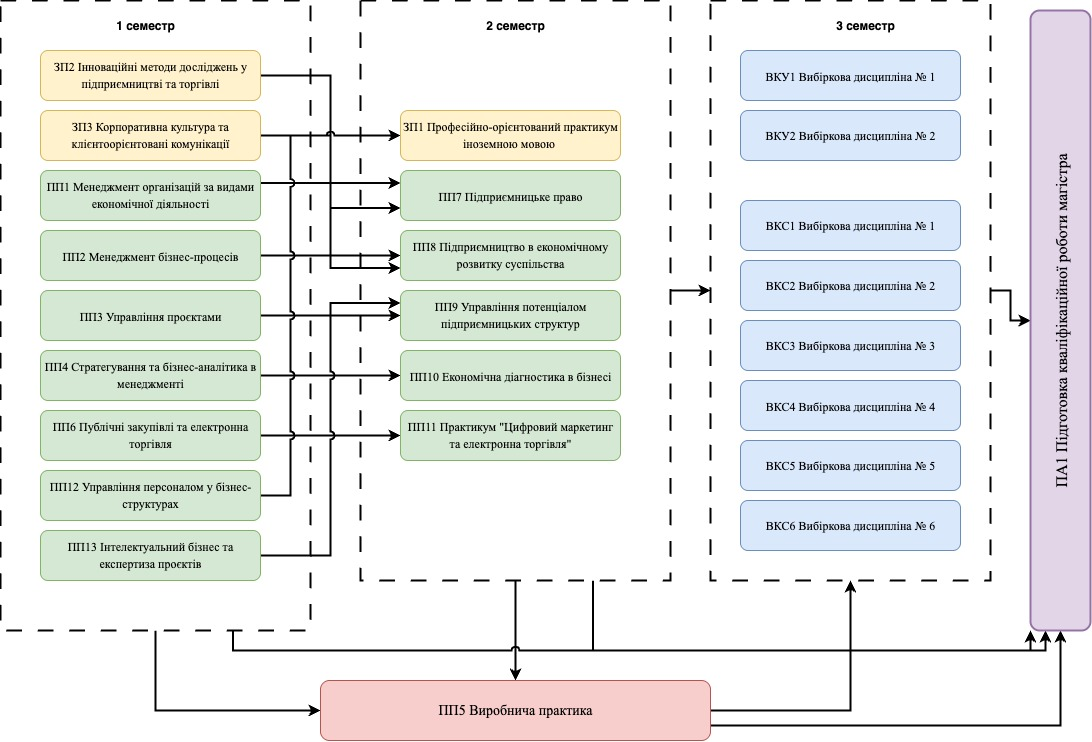 1 семестр
ЗП2 Інноваційні методи досліджень у
підприємництві та торгівлі
ЗП3 Корпоративна культура та
клієнтоорієнтовані комунікації
ПП1 Менеджмент організацій за видами
економічної діяльності
ПП2 Менеджмент бізнес-процесів
ПП3 Управління проєктами
ПП4 Стратегування та бізнес-аналітика в
менеджменті
ПП6 Публічні закупівлі та електронна
торгівля
ПП12 Управління персоналом у бізнес-
структурах
ПП13 Інтелектуальний бізнес та
експертиза проєктів
2 семестр
ЗП1 Професійно-орієнтований практикум
іноземною мовою
ПП7 Підприємницьке право
ПП8 Підприємництво в економічному
розвитку суспільства
ПП9 Управління потенціалом
підприємницьких структур
ПП10 Економічна діагностика в бізнесі
ПП11 Практикум "Цифровий маркетинг
та електронна торгівля"
3 семестр
ВКУ1 Вибіркова дисципліна № 1
ВКУ2 Вибіркова дисципліна № 2
ВКС1 Вибіркова дисципліна № 1
ВКС2 Вибіркова дисципліна № 2
ВКС3 Вибіркова дисципліна № 3
ВКС4 Вибіркова дисципліна № 4
ВКС5 Вибіркова дисципліна № 5
ВКС6 Вибіркова дисципліна № 6
ПА1 Підготовка кваліфікаційної роботи магістра
ПП5 Виробнича практика